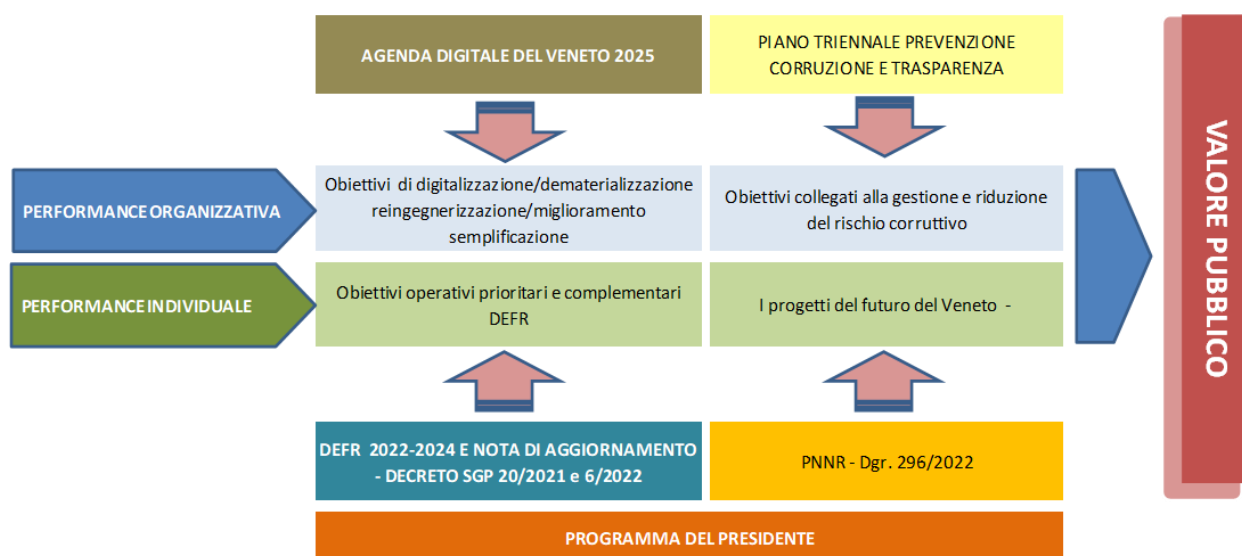 AGENDA DIGITALE DEL VENETO 2025
PIANO TRIENNALE PREVENZIONE
CORRUZIONE E TRASPARENZA
PERFORMANCE ORGANIZZATIVA
Obiettivi di digitalizzazione/dematerializzazione
reingegnerizzazione/miglioramento
semplificazione
Obiettivi collegati alla gestione e riduzione
del rischio corruttivo
PERFORMANCE INDIVIDUALE
Obiettivi operativi prioritari e complementari
DEFR
I progetti del futuro del Veneto -
DEFR 2022-2024 E NOTA DI AGGIORNAMENTO
- DECRETO SGP 20/2021 e 6/2022
PNNR - Dgr. 296/2022
PROGRAMMA DEL PRESIDENTE
VALORE PUBBLICO